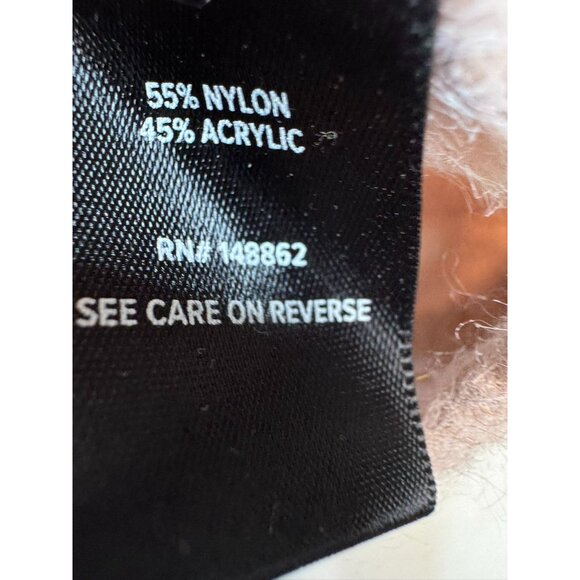 55% NYLON
45% ACRYLIC
RN# 148862
SEE CARE ON REVERSE